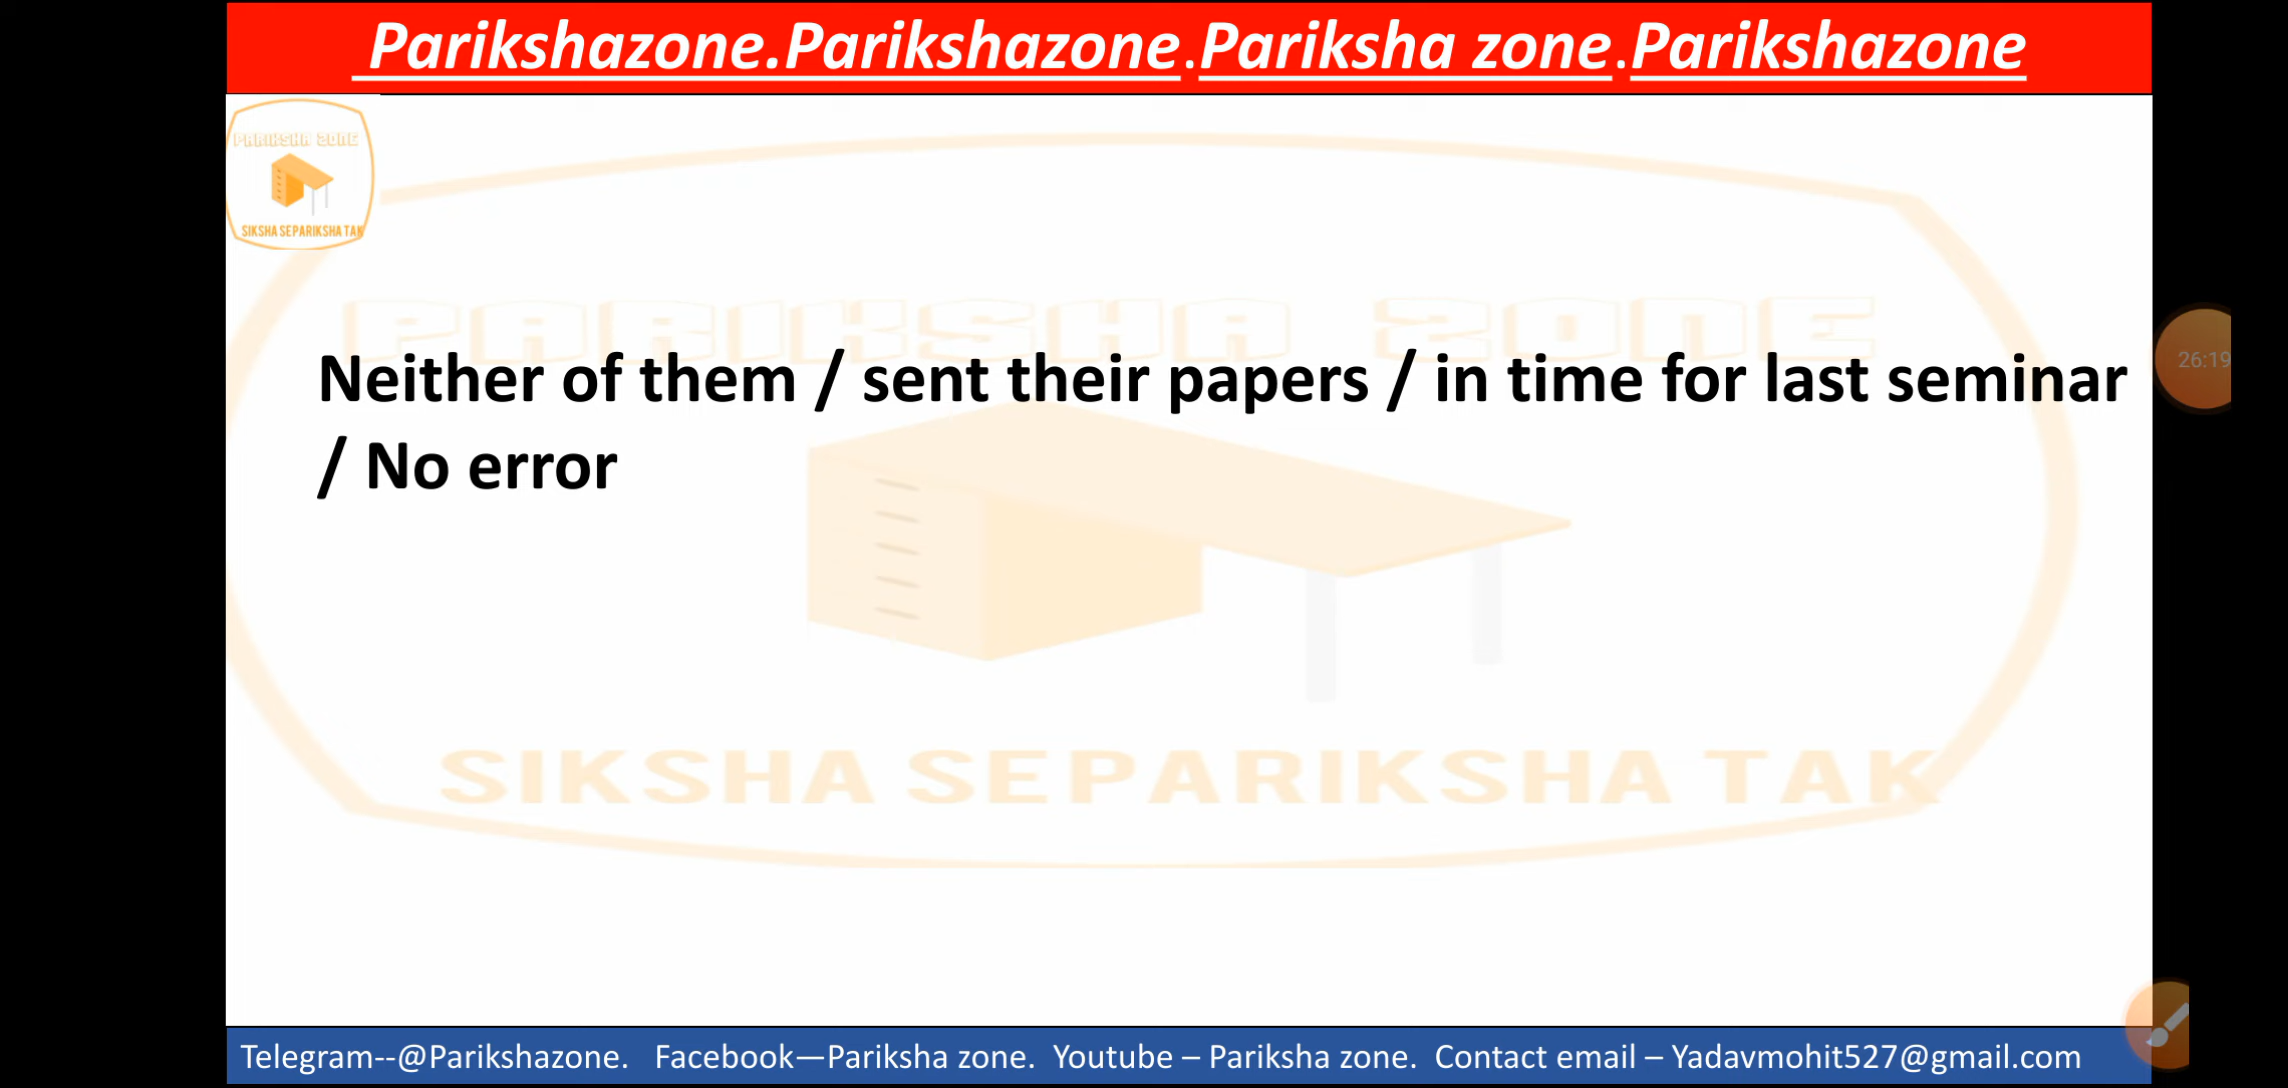 Parikshazone.Parikshazone.Pariksha zone.Parikshazone
PARIKSHA ZONE
SIKSHA SEPARIKSHA TAK
PARIKSHA ZONE
Neither of them / sent their papers / in time for last seminar
/ No error
26:19
SIKSHA SEPARIKSHA TAK
Telegram--@Parikshazone. Facebook—Pariksha zone. Youtube – Pariksha zone. Contact email – Yadavmohit527@gmail.com